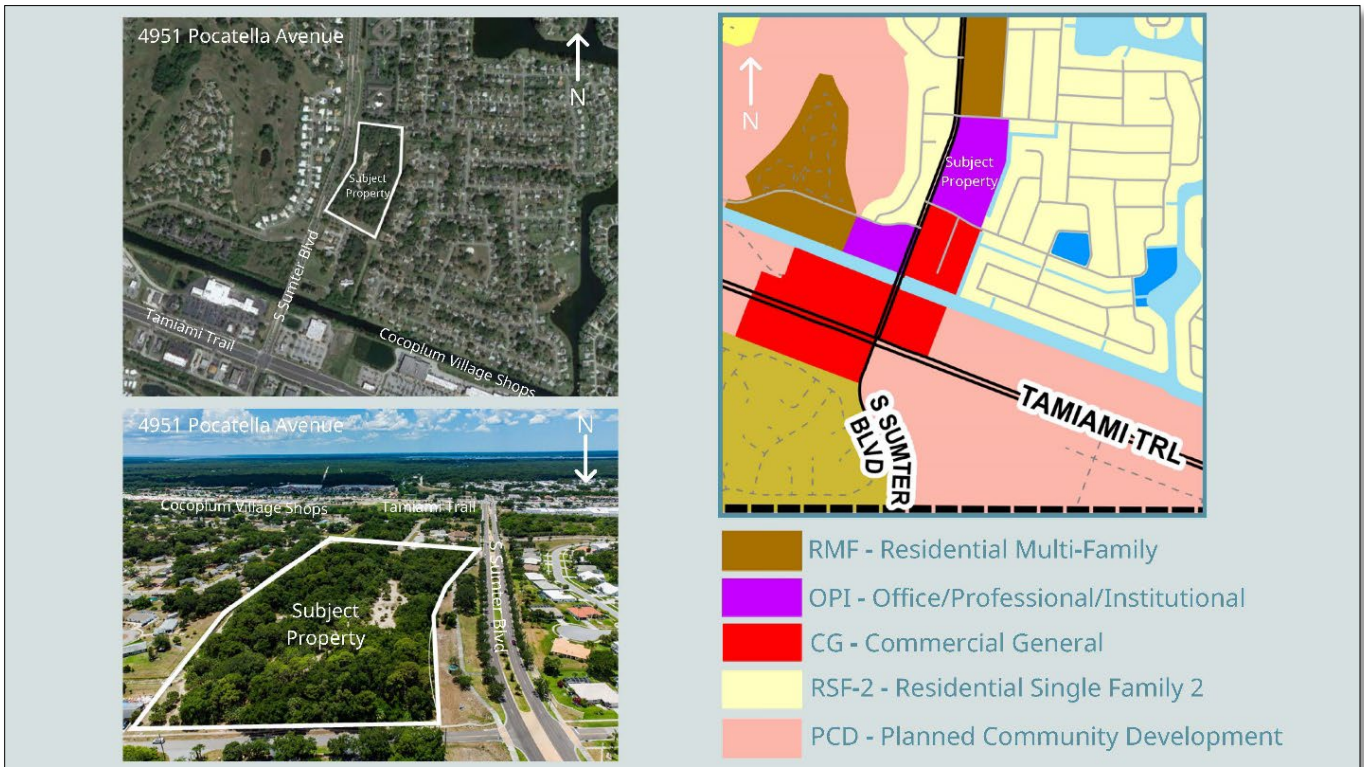 4951 Pocatella Avenue
N
Subject
Property
S Sumter Blvd
Tamiami Trail
Cocoplum Village Shops
4951 Pocatella Avenue
N
Cocoplum Village Shops
Tamiami Trail
S Sumter Blvd
Subject
Property
N
Subject
Property
TAMIAMI TRL
S SUMTER
BLVD
RMF - Residential Multi-Family
OPI - Office/Professional/Institutional
CG - Commercial General
RSF-2 - Residential Single Family 2
PCD - Planned Community Development